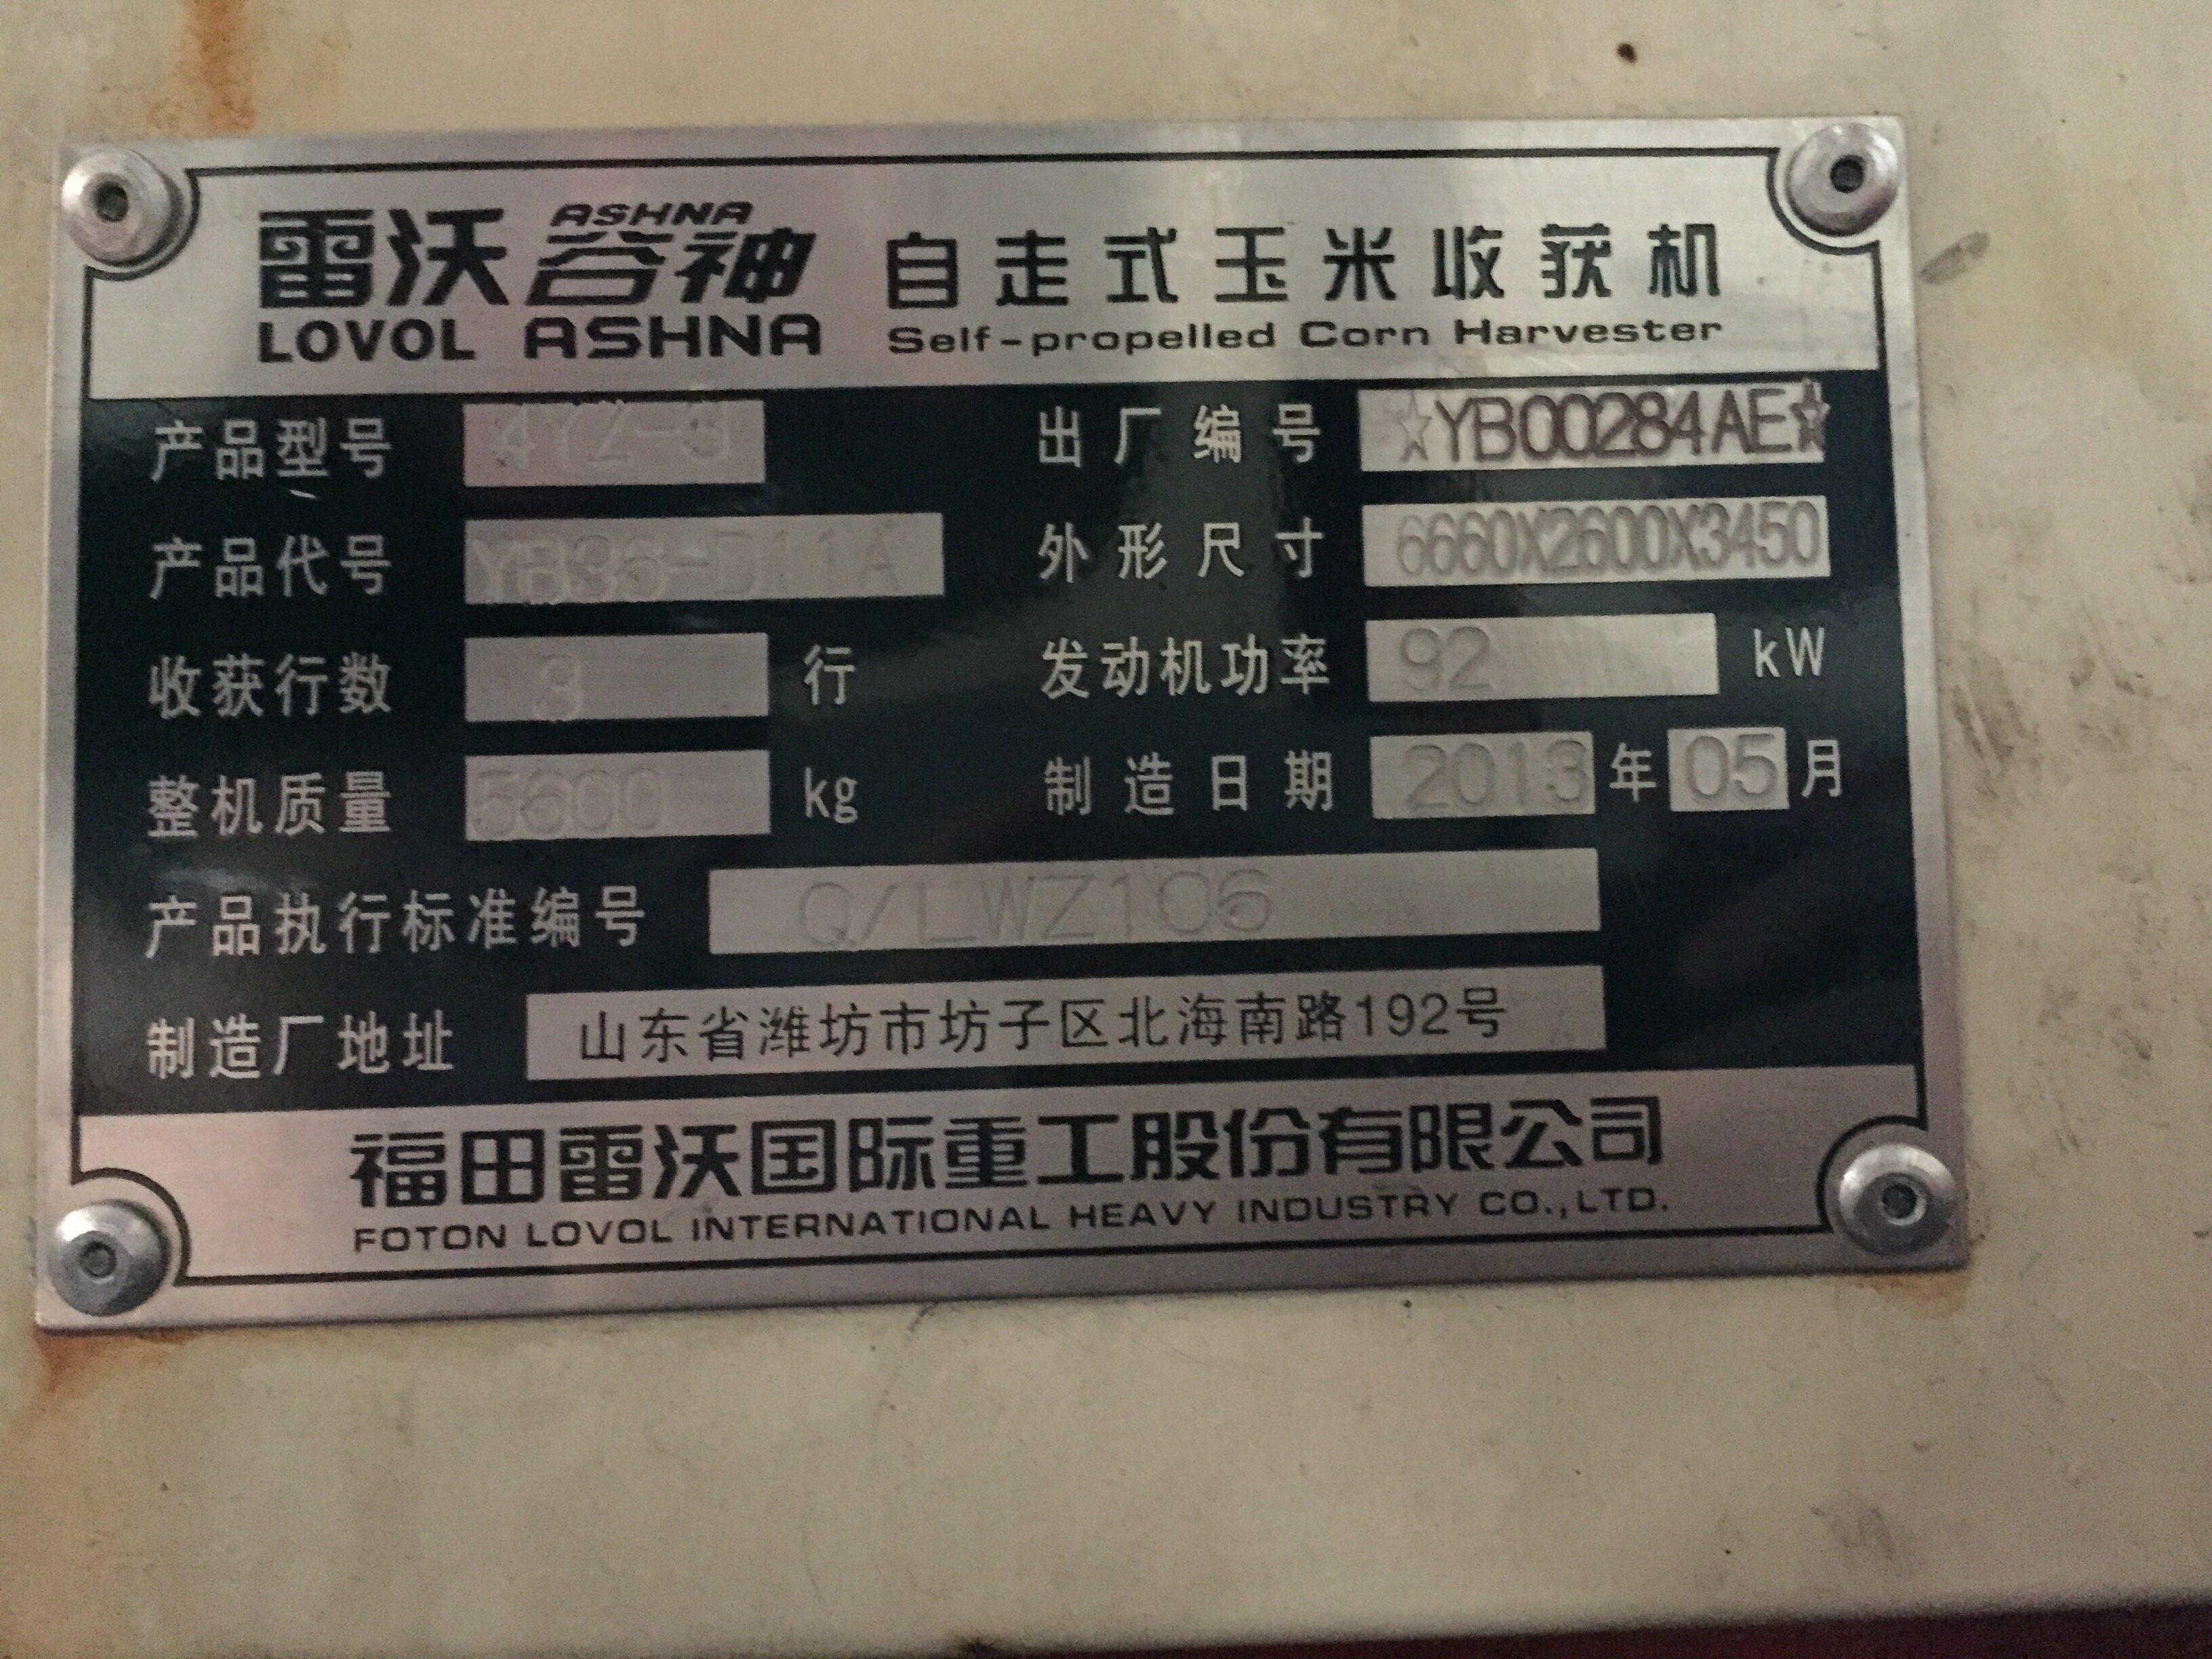 雷沃 ASHNA 谷神 自走式玉米收获机
LOVOL ASHNA Self-propelled Corn Harvester
产品型号 出厂编号 ☆YB00284AE☆
产品代号 YB36-D11A 外形尺寸 6660X2600X3450
收获行数 3 行 发动机功率 92 kW
整机质量 5600 kg 制造日期 2013 年 05 月
产品执行标准编号 Q/LWZ106
制造厂地址 山东省潍坊市坊子区北海南路192号
福田雷沃国际重工股份有限公司
FOTON LOVOL INTERNATIONAL HEAVY INDUSTRY CO.,LTD.